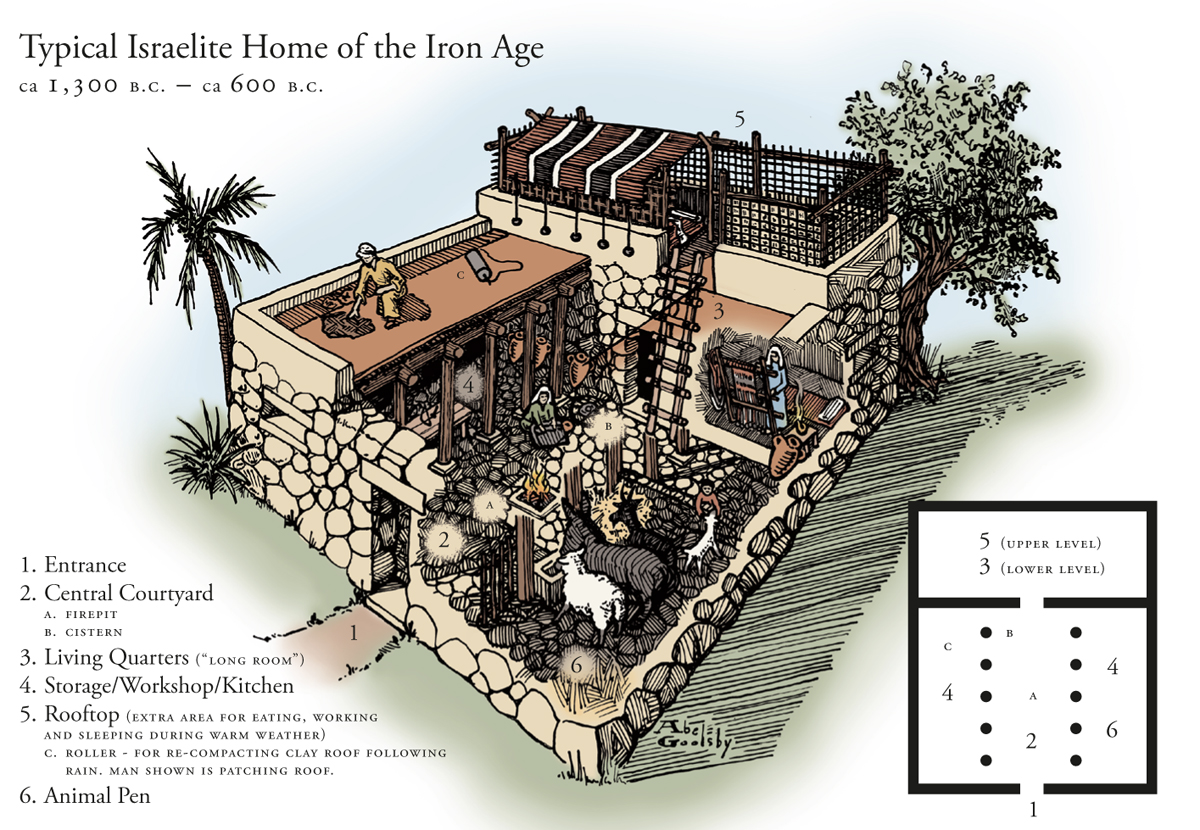 Typical Israelite Home of the Iron Age
ca 1,300 B.C. – ca 600 B.C.
5
C
3
4
B
A
2
1
6
Abel
Goolsby
1. Entrance
2. Central Courtyard
A. FIREPIT
B. CISTERN
3. Living Quarters ("LONG ROOM")
4. Storage/Workshop/Kitchen
5. Rooftop (EXTRA AREA FOR EATING, WORKING
AND SLEEPING DURING WARM WEATHER)
C. ROLLER - FOR RE-COMPACTING CLAY ROOF FOLLOWING
RAIN. MAN SHOWN IS PATCHING ROOF.
6. Animal Pen
5 (UPPER LEVEL)
3 (LOWER LEVEL)
B
C
4
4
A
6
2
1